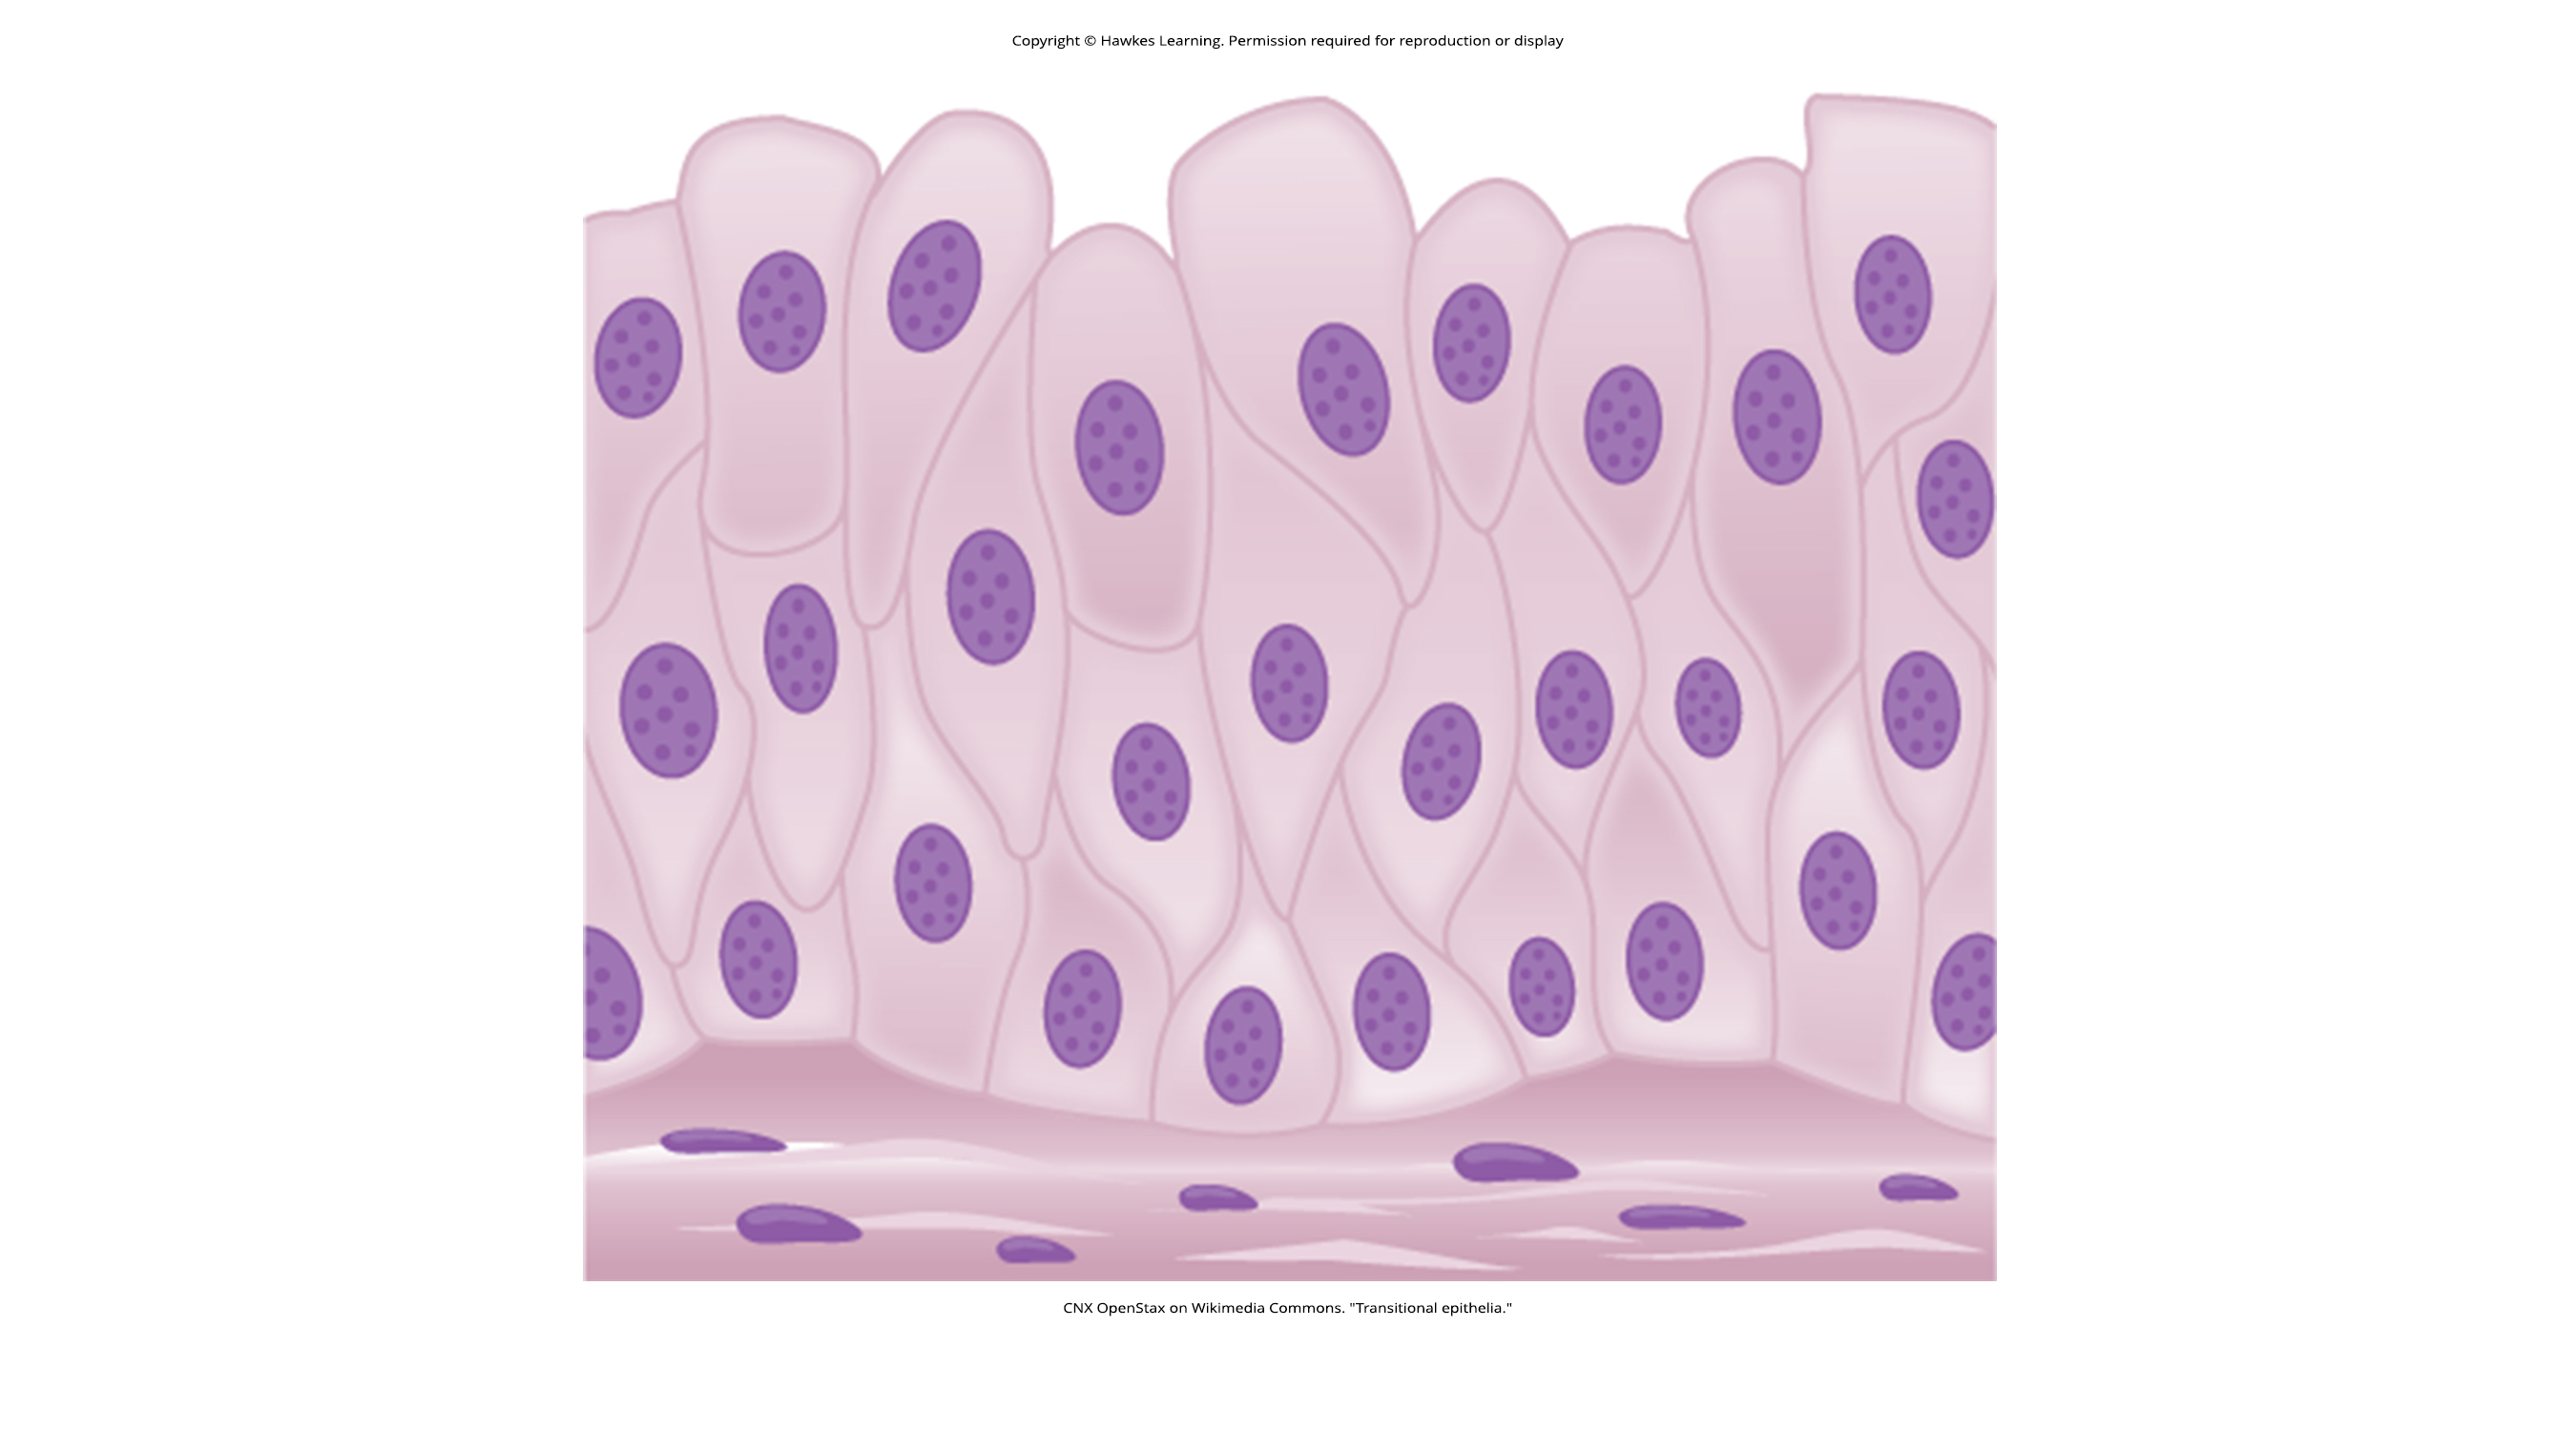 Copyright © Hawkes Learning. Permission required for reproduction or display
CNX OpenStax on Wikimedia Commons. "Transitional epithelia."